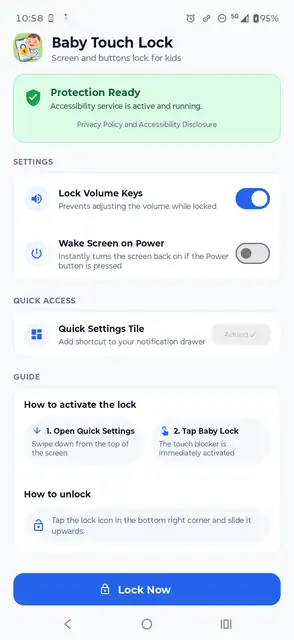 10:58
5G 95%
Baby Touch Lock
Screen and buttons lock for kids
Protection Ready
Accessibility service is active and running.
Privacy Policy and Accessibility Disclosure
SETTINGS
Lock Volume Keys
Prevents adjusting the volume while locked
Wake Screen on Power
Instantly turns the screen back on if the Power
button is pressed
QUICK ACCESS
Quick Settings Tile
Add shortcut to your notification drawer
Added ✓
GUIDE
How to activate the lock
1. Open Quick Settings
Swipe down from the top of
the screen
2. Tap Baby Lock
The touch blocker is
immediately activated
How to unlock
Tap the lock icon in the bottom right corner and slide it
upwards.
Lock Now